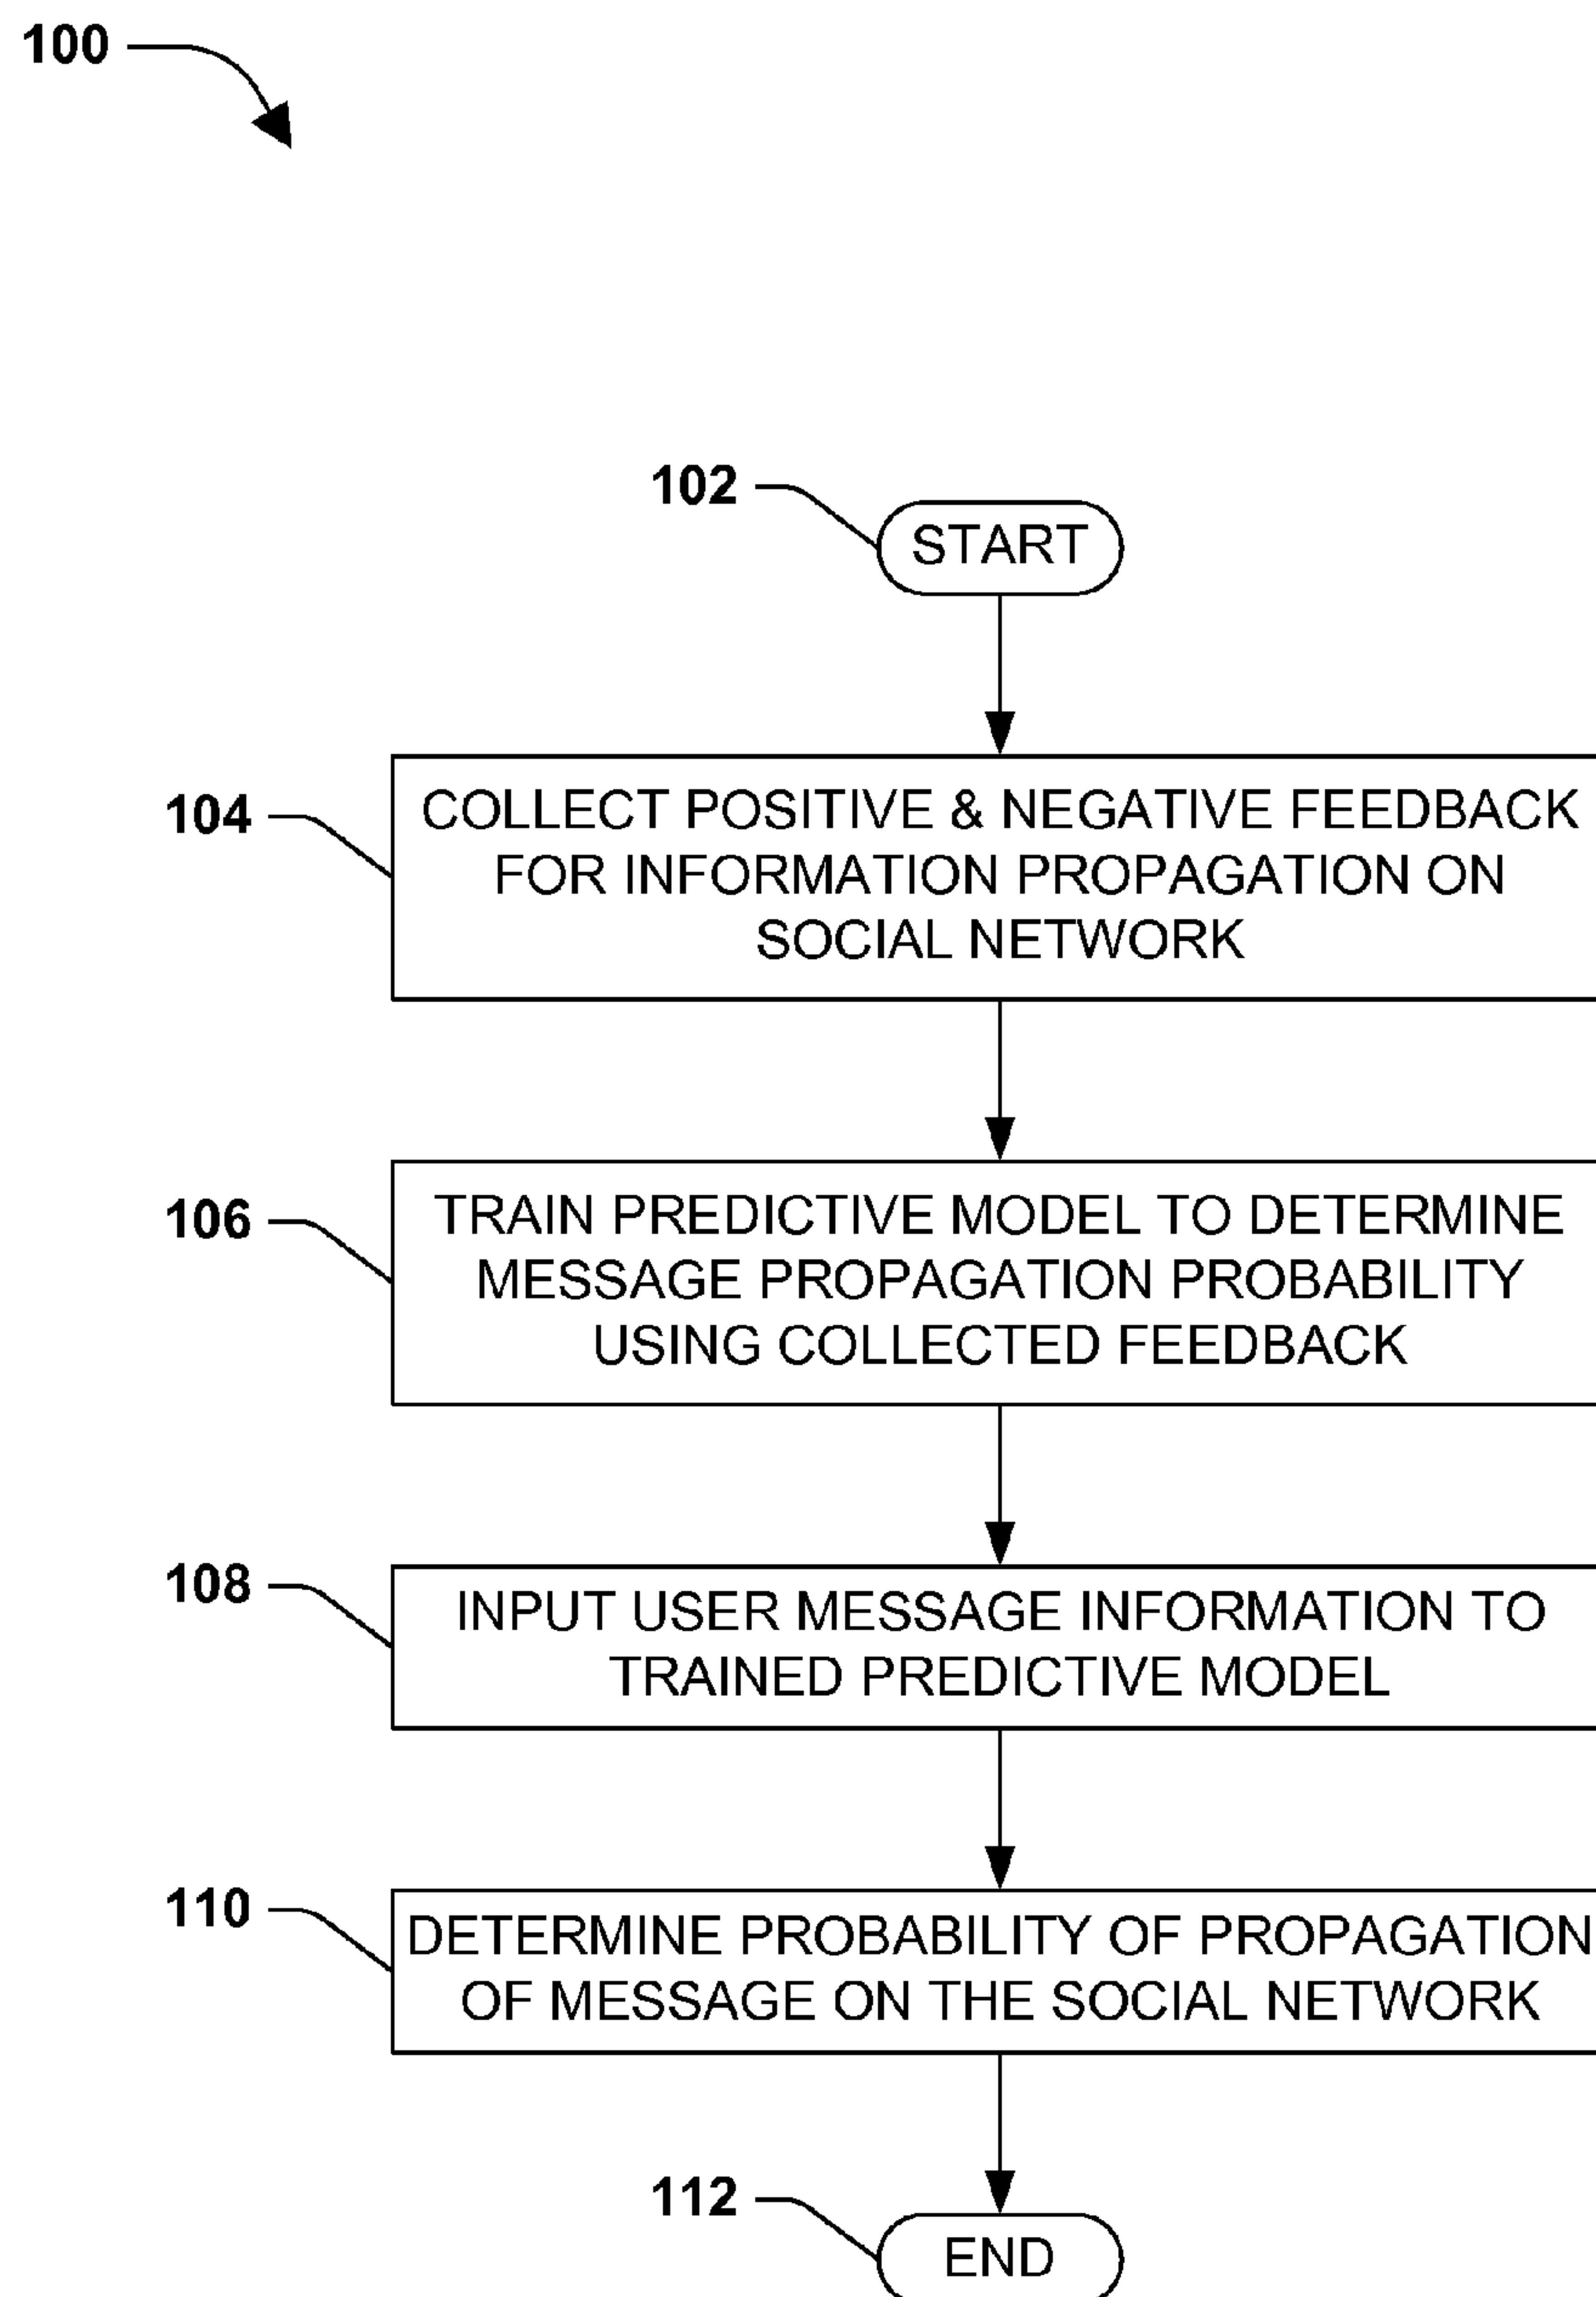 100
102
START
104
COLLECT POSITIVE & NEGATIVE FEEDBACK
FOR INFORMATION PROPAGATION ON
SOCIAL NETWORK
106
TRAIN PREDICTIVE MODEL TO DETERMINE
MESSAGE PROPAGATION PROBABILITY
USING COLLECTED FEEDBACK
108
INPUT USER MESSAGE INFORMATION TO
TRAINED PREDICTIVE MODEL
110
DETERMINE PROBABILITY OF PROPAGATION
OF MESSAGE ON THE SOCIAL NETWORK
112
END